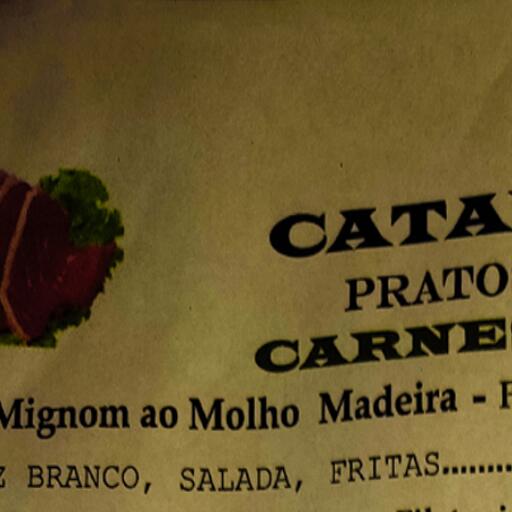 CATA
PRATO
CARNE
Mignom ao Molho Madeira -
BRANCO, SALADA, FRITAS.........